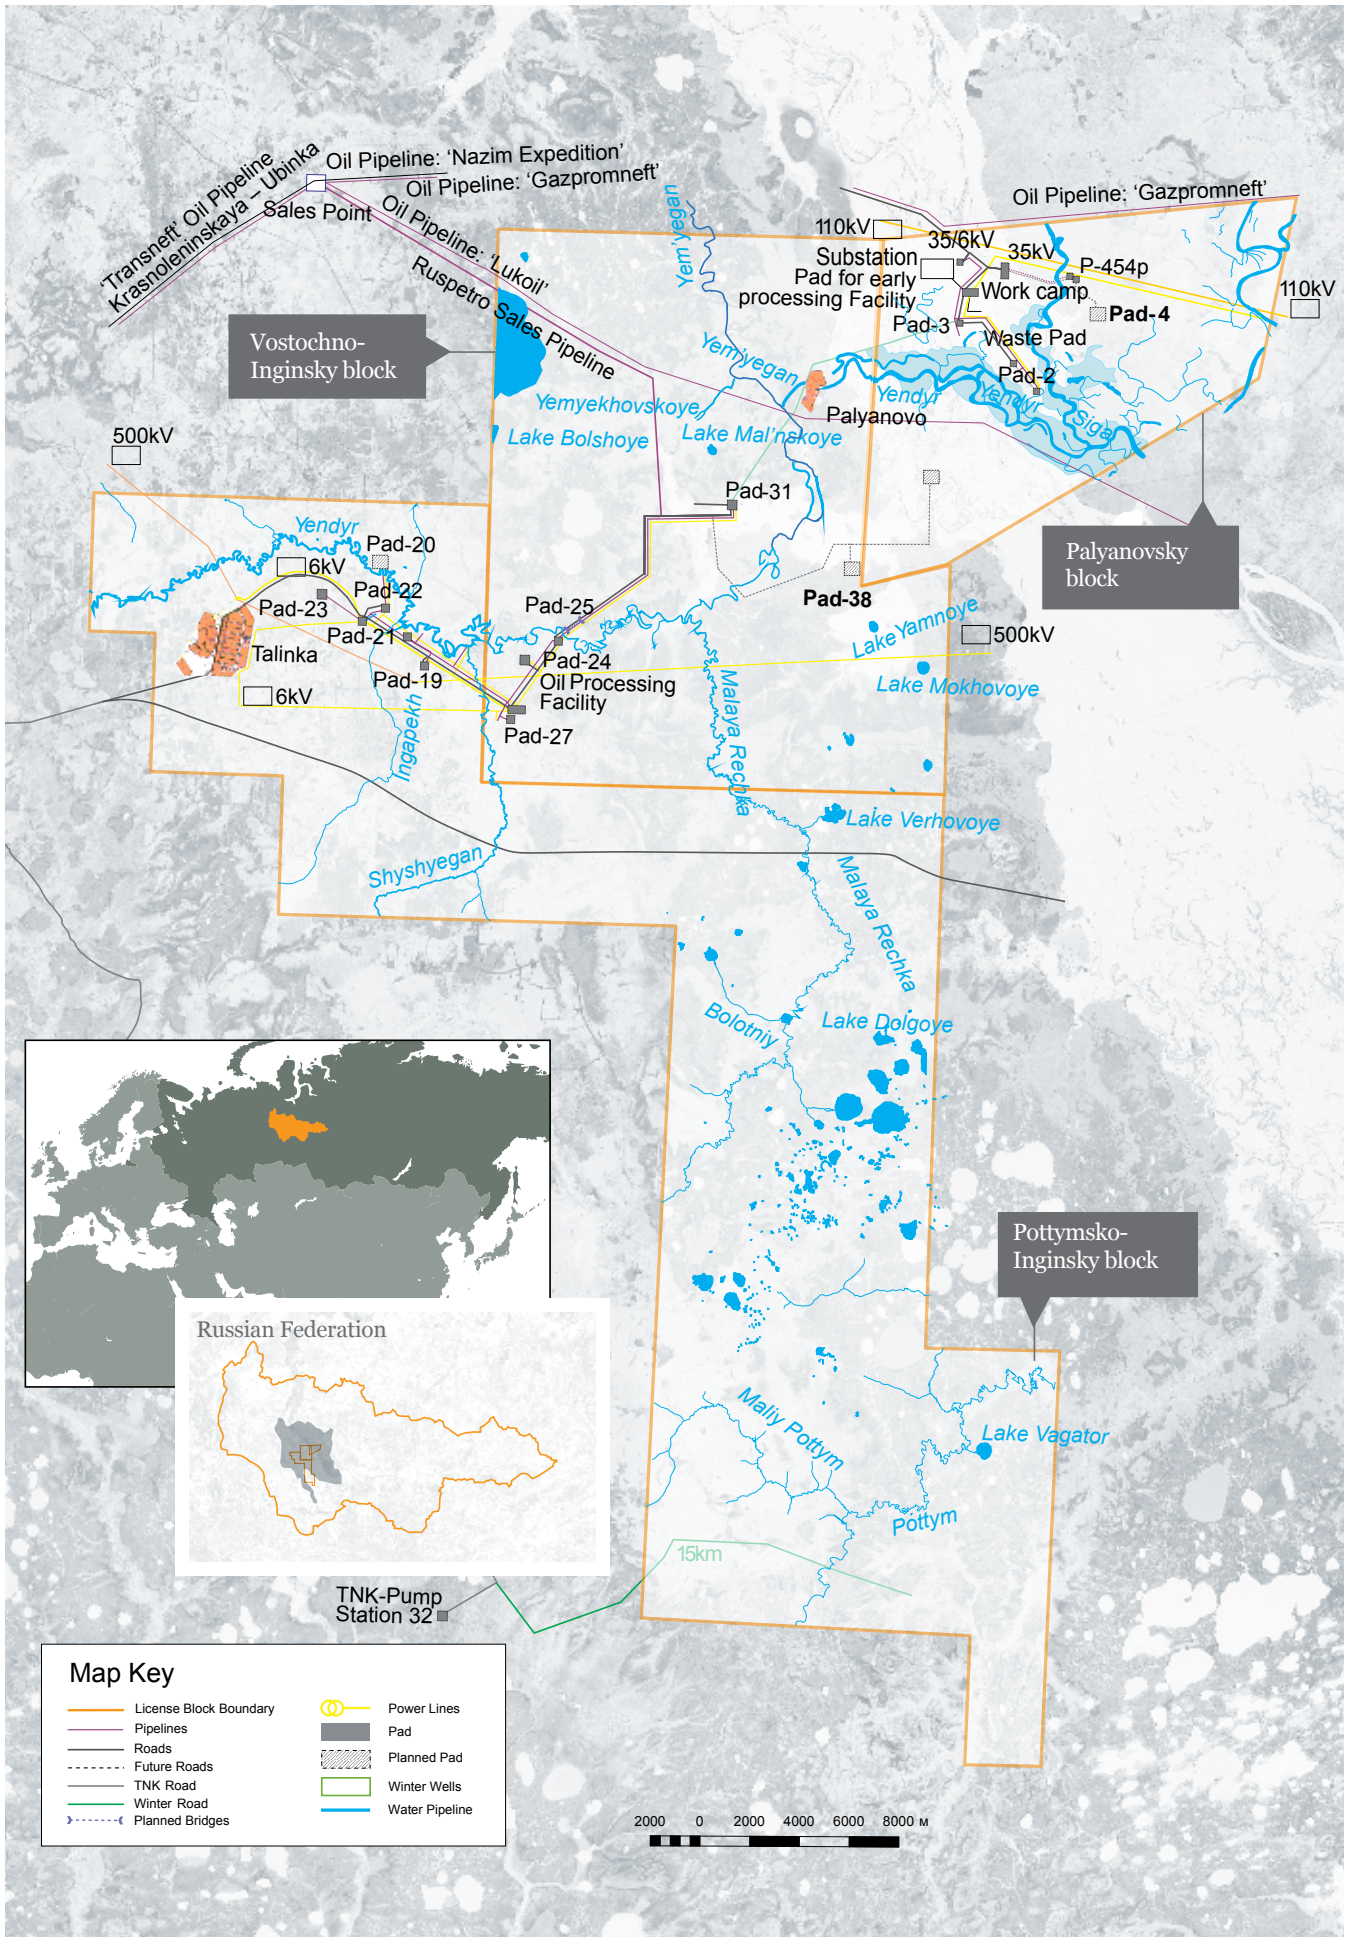 Oil Pipeline: ‘Nazim Expedition’
Oil Pipeline: ‘Gazpromneft’
‘Transneft’ Oil Pipeline
Krasnoleninskaya – Ubinka
Sales Point
Oil Pipeline: ‘Lukoil’
Ruspetro Sales Pipeline
Yem'yegan
Oil Pipeline: ‘Gazpromneft’
110kV
35/6kV
35kV
P-454p
Substation
Pad for early
processing Facility
Work camp
110kV
Pad-4
Pad-3
Waste Pad
Pad-2
Vostochno-
Inginsky block
Yem'yegan
Yendyr
Yendyr
Siga
Palyanovo
Yemyekhovskoye
Lake Bolshoye
Lake Mal'nskoye
500kV
Pad-31
Yendyr
Pad-20
6kV
Pad-22
Pad-23
Pad-21
Pad-25
Pad-38
Palyanovsky
block
Talinka
Pad-19
Pad-24
Oil Processing
Facility
Lake Yamnoye
500kV
Lake Mokhovoye
6kV
Pad-27
Ingapekh
Malaya Rechka
Lake Verhovoye
Shyshyegan
Malaya Rechka
Bolotniy
Lake Dolgoye
Pottymsko-
Inginsky block
Russian Federation
Maliy Pottym
Lake Vagator
Pottym
15km
TNK-Pump
Station 32
Map Key
License Block Boundary
Pipelines
Roads
Future Roads
TNK Road
Winter Road
Planned Bridges
Power Lines
Pad
Planned Pad
Winter Wells
Water Pipeline
2000 0 2000 4000 6000 8000 м